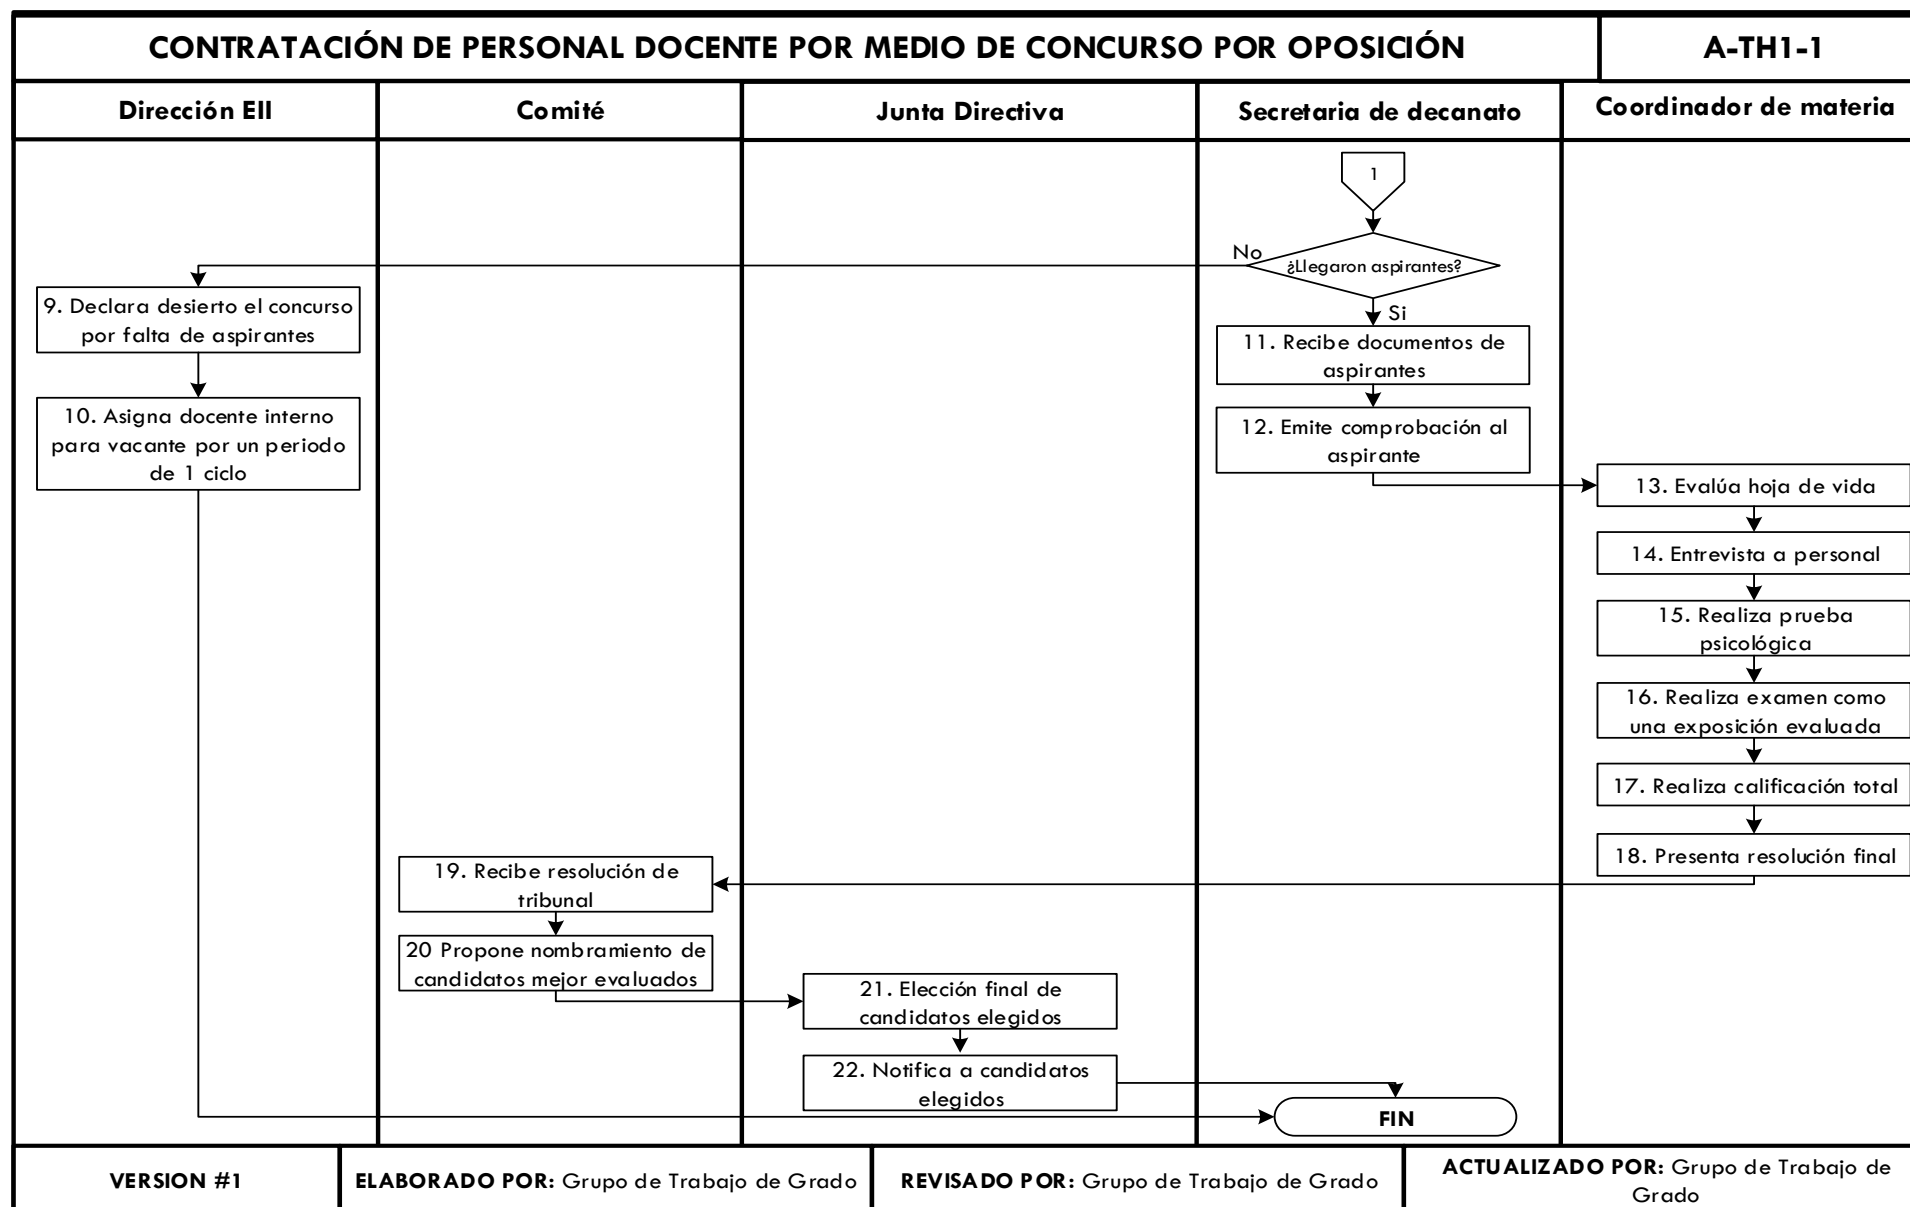 CONTRATACIÓN DE PERSONAL DOCENTE POR MEDIO DE CONCURSO POR OPOSICIÓN
A-TH1-1
Dirección EII
Comité
Junta Directiva
Secretaria de decanato
Coordinador de materia
1
No
¿Llegaron aspirantes?
Si
9. Declara desierto el concurso
por falta de aspirantes
10. Asigna docente interno
para vacante por un periodo
de 1 ciclo
11. Recibe documentos de
aspirantes
12. Emite comprobación al
aspirante
13. Evalúa hoja de vida
14. Entrevista a personal
15. Realiza prueba
psicológica
16. Realiza examen como
una exposición evaluada
17. Realiza calificación total
18. Presenta resolución final
19. Recibe resolución de
tribunal
20 Propone nombramiento de
candidatos mejor evaluados
21. Elección final de
candidatos elegidos
22. Notifica a candidatos
elegidos
FIN
VERSION #1
ELABORADO POR: Grupo de Trabajo de Grado
REVISADO POR: Grupo de Trabajo de Grado
ACTUALIZADO POR: Grupo de Trabajo de
Grado